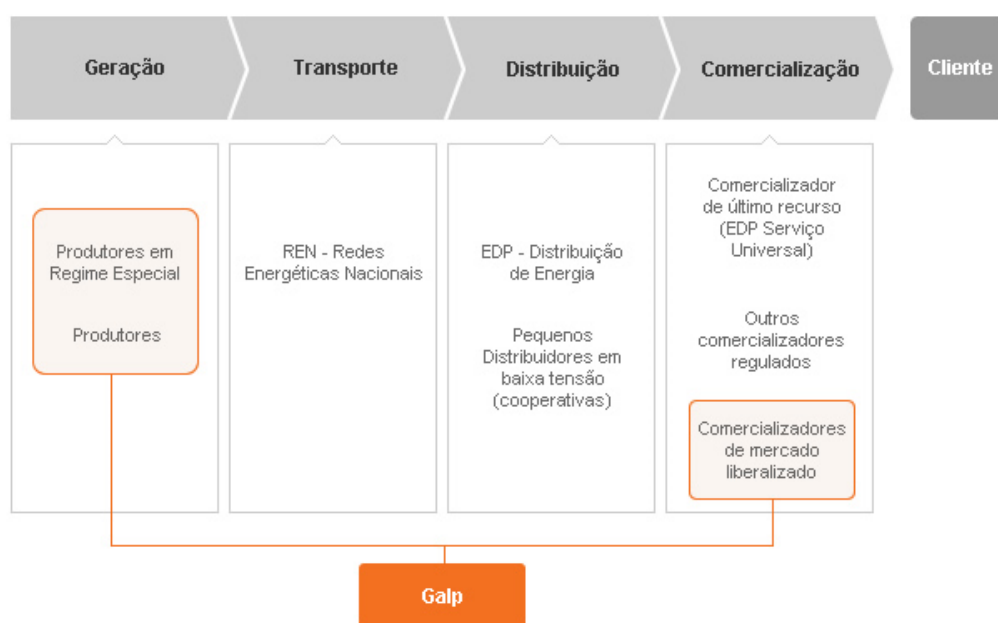 Geração
Transporte
Distribuição
Comercialização
Cliente
Produtores em
Regime Especial
Produtores
REN - Redes
Energéticas Nacionais
EDP - Distribuição
de Energia
Pequenos
Distribuidores em
baixa tensão
(cooperativas)
Comercializador
de último recurso
(EDP Serviço
Universal)
Outros
comercializadores
regulados
Comercializadores
de mercado
liberalizado
Galp